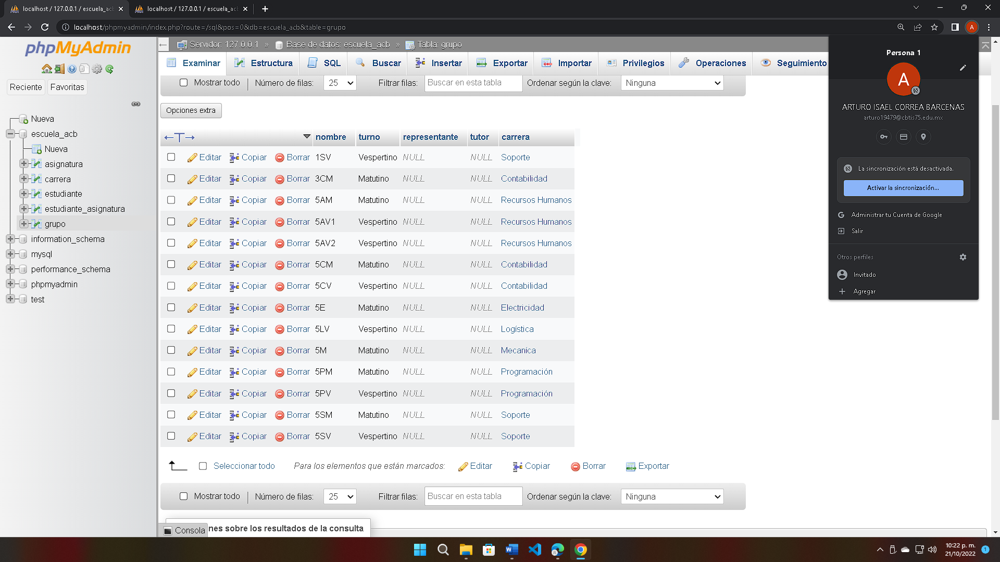 localhost / 127.0.0.1 / escuela_acb
localhost / 127.0.0.1 / escuela_acb
localhost/phpmyadmin/index.php?route=/sql&pos=0&db=escuela_acb&table=grupo
A
phpMyAdmin
Reciente
Favoritas
Nueva
escuela_acb
Nueva
asignatura
carrera
estudiante
estudiante_asignatura
grupo
information_schema
mysql
performance_schema
phpmyadmin
test
Servidor: 127.0.0.1 » Base de datos: escuela_acb » Tabla: grupo
Examinar Estructura SQL Buscar Insertar Exportar Importar Privilegios Operaciones Seguimiento
Mostrar todo Número de filas: 25 Filtrar filas: Buscar en esta tabla Ordenar según la clave: Ninguna
Opciones extra
←T→ nombre turno representante tutor carrera
Editar Copiar Borrar 1SV Vespertino NULL NULL Soporte
Editar Copiar Borrar 3CM Matutino NULL NULL Contabilidad
Editar Copiar Borrar 5AM Matutino NULL NULL Recursos Humanos
Editar Copiar Borrar 5AV1 Vespertino NULL NULL Recursos Humanos
Editar Copiar Borrar 5AV2 Vespertino NULL NULL Recursos Humanos
Editar Copiar Borrar 5CM Matutino NULL NULL Contabilidad
Editar Copiar Borrar 5CV Vespertino NULL NULL Contabilidad
Editar Copiar Borrar 5E Matutino NULL NULL Electricidad
Editar Copiar Borrar 5LV Vespertino NULL NULL Logística
Editar Copiar Borrar 5M Matutino NULL NULL Mecaníca
Editar Copiar Borrar 5PM Matutino NULL NULL Programación
Editar Copiar Borrar 5PV Vespertino NULL NULL Programación
Editar Copiar Borrar 5SM Matutino NULL NULL Soporte
Editar Copiar Borrar 5SV Vespertino NULL NULL Soporte
Seleccionar todo Para los elementos que están marcados: Editar Copiar Borrar Exportar
Mostrar todo Número de filas: 25 Filtrar filas: Buscar en esta tabla Ordenar según la clave: Ninguna
Consola nes sobre los resultados de la consulta
Persona 1
A
ARTURO ISAEL CORREA BARCENAS
arturo19479@cbtis75.edu.mx
La sincronización está desactivada.
Activar la sincronización...
G Administrar tu Cuenta de Google
Salir
Otros perfiles
Invitado
Agregar
10:22 p. m.
21/10/2022
1